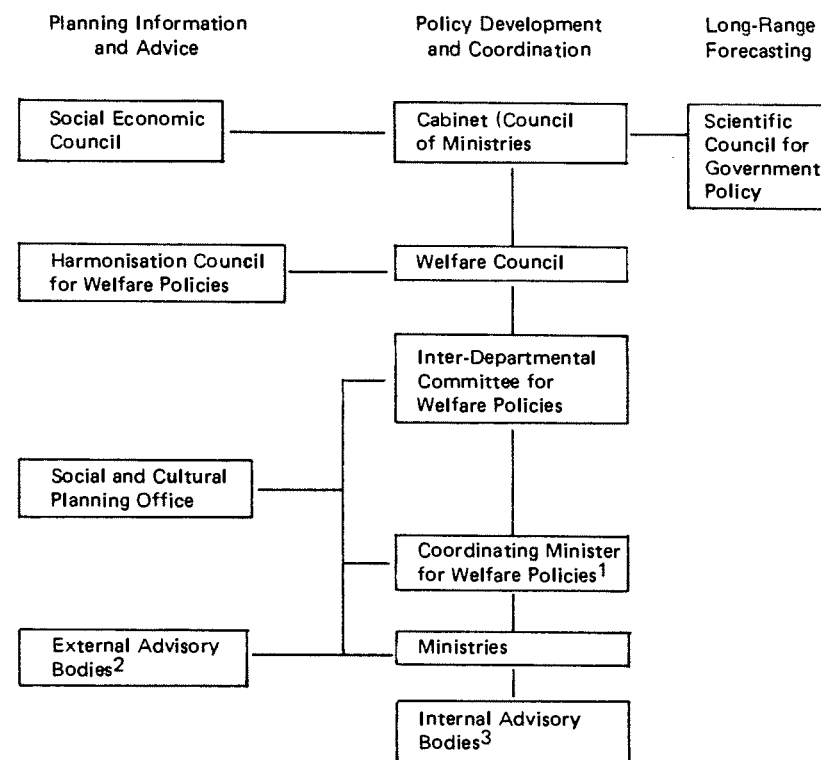 Planning Information
and Advice
Policy Development
and Coordination
Long-Range
Forecasting
Social Economic
Council
Cabinet (Council
of Ministries
Scientific
Council for
Government
Policy
Harmonisation Council
for Welfare Policies
Welfare Council
Inter-Departmental
Committee for
Welfare Policies
Social and Cultural
Planning Office
Coordinating Minister
for Welfare Policies1
External Advisory
Bodies2
Ministries
Internal Advisory
Bodies3